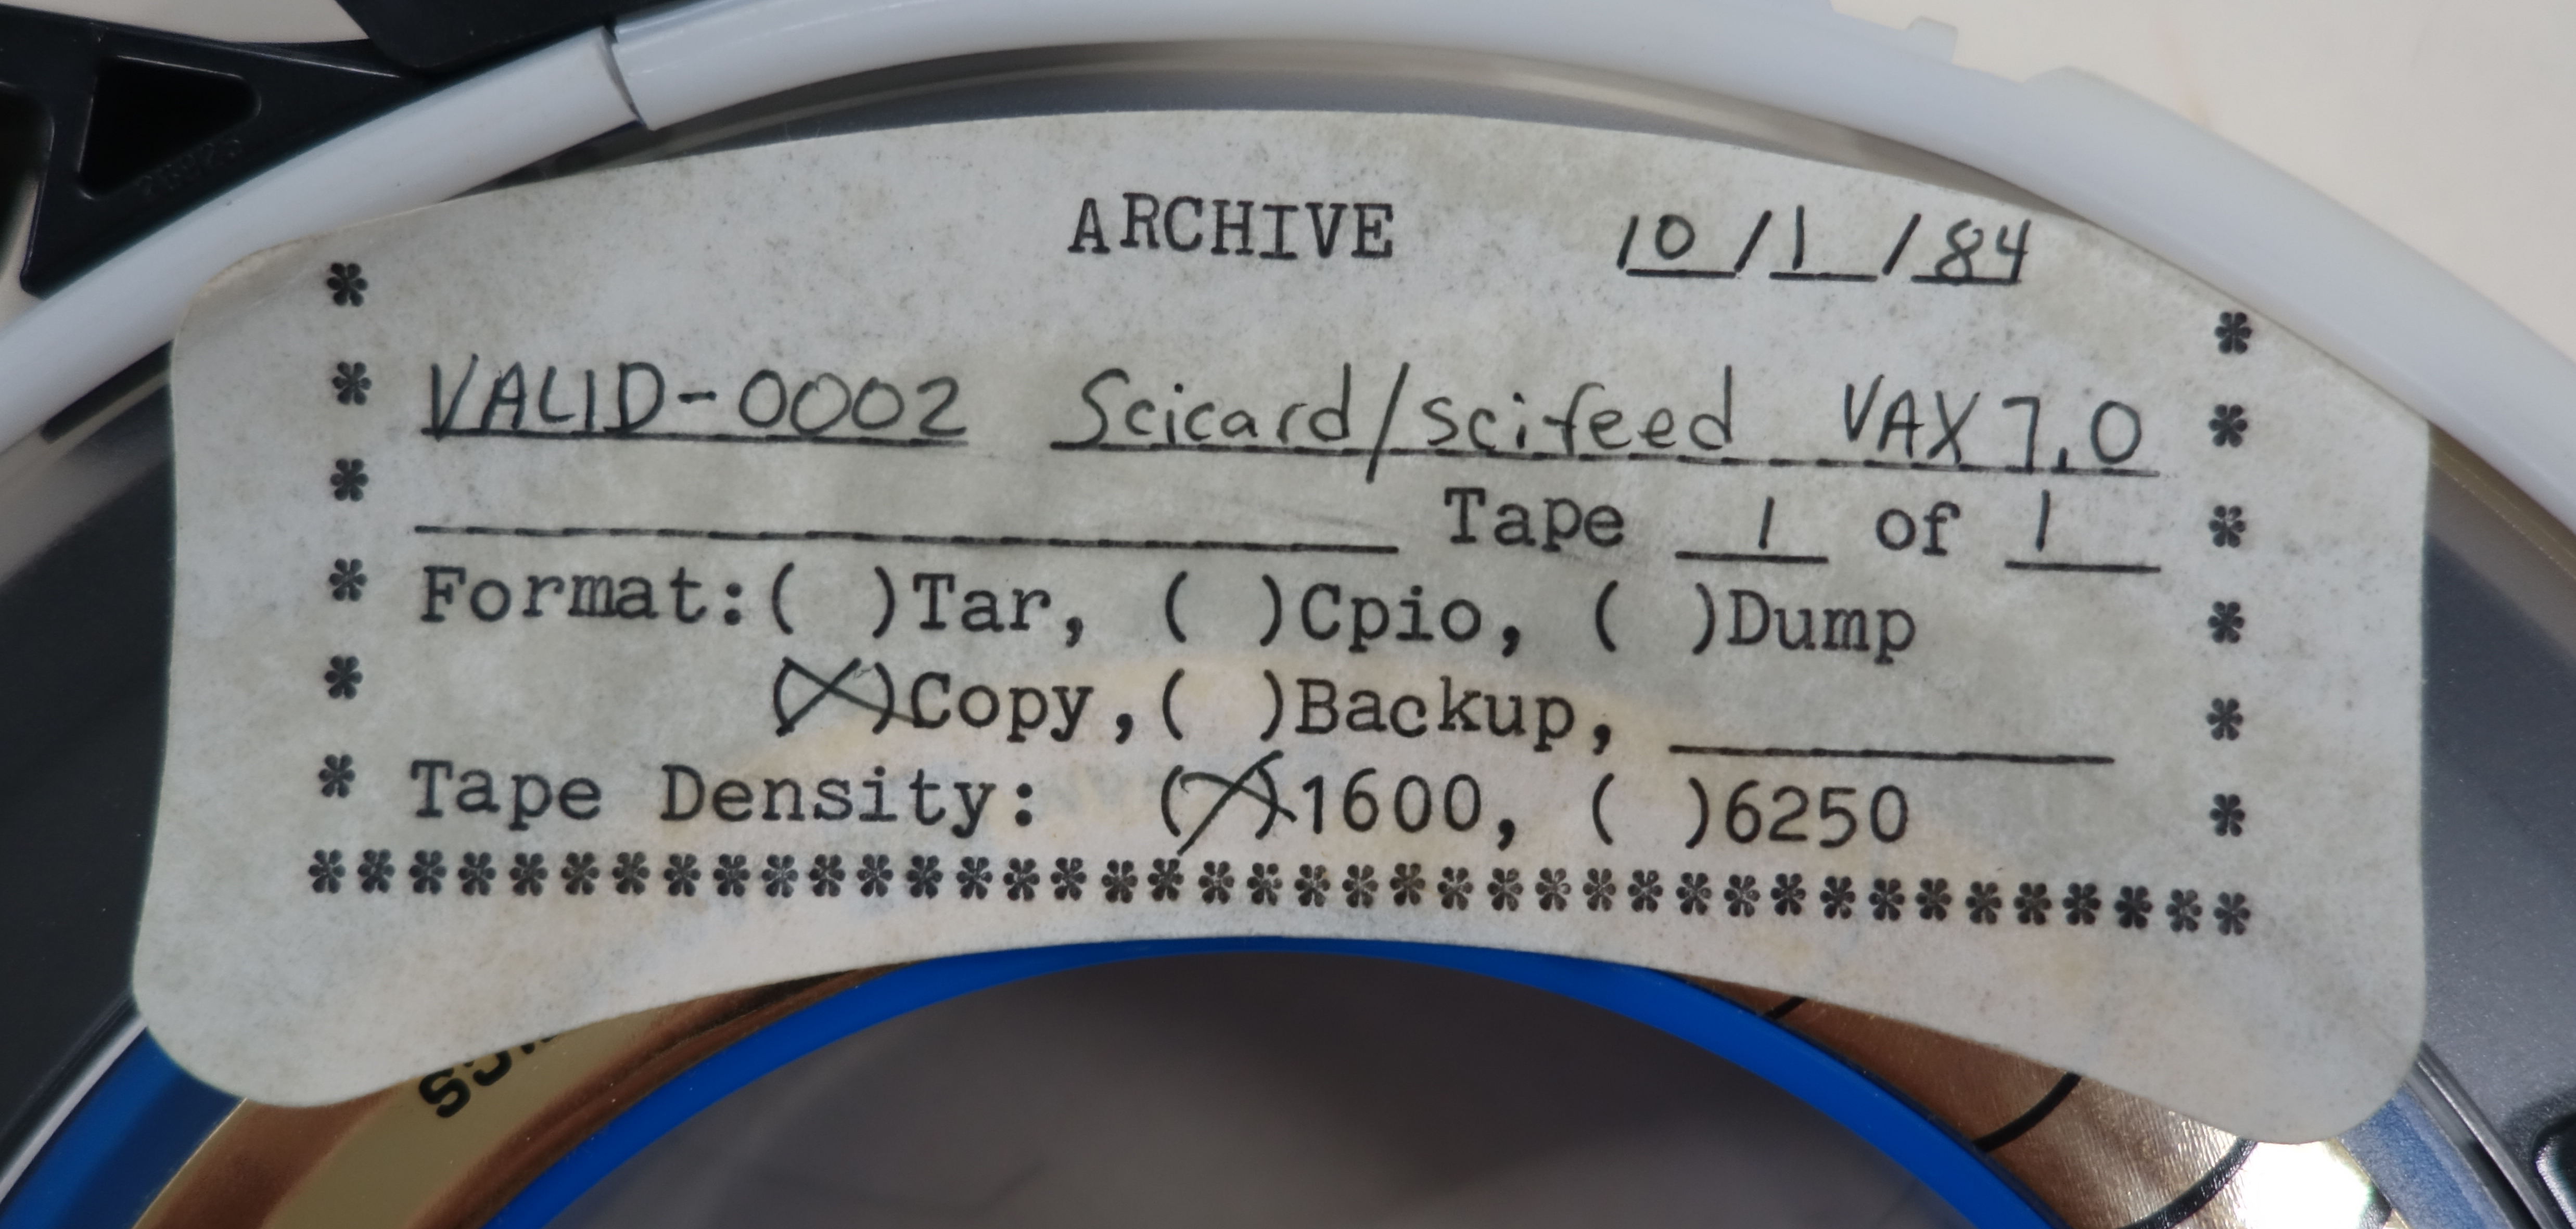 ARCHIVE 10/1/84
*
* VALID-0002 Scicard/scifeed VAX 7.0 *
* Tape 1 of 1 *
* Format:( )Tar, ( )Cpio, ( )Dump *
* (X)Copy,( )Backup, *
* Tape Density: (X)1600, ( )6250 *
***************************************